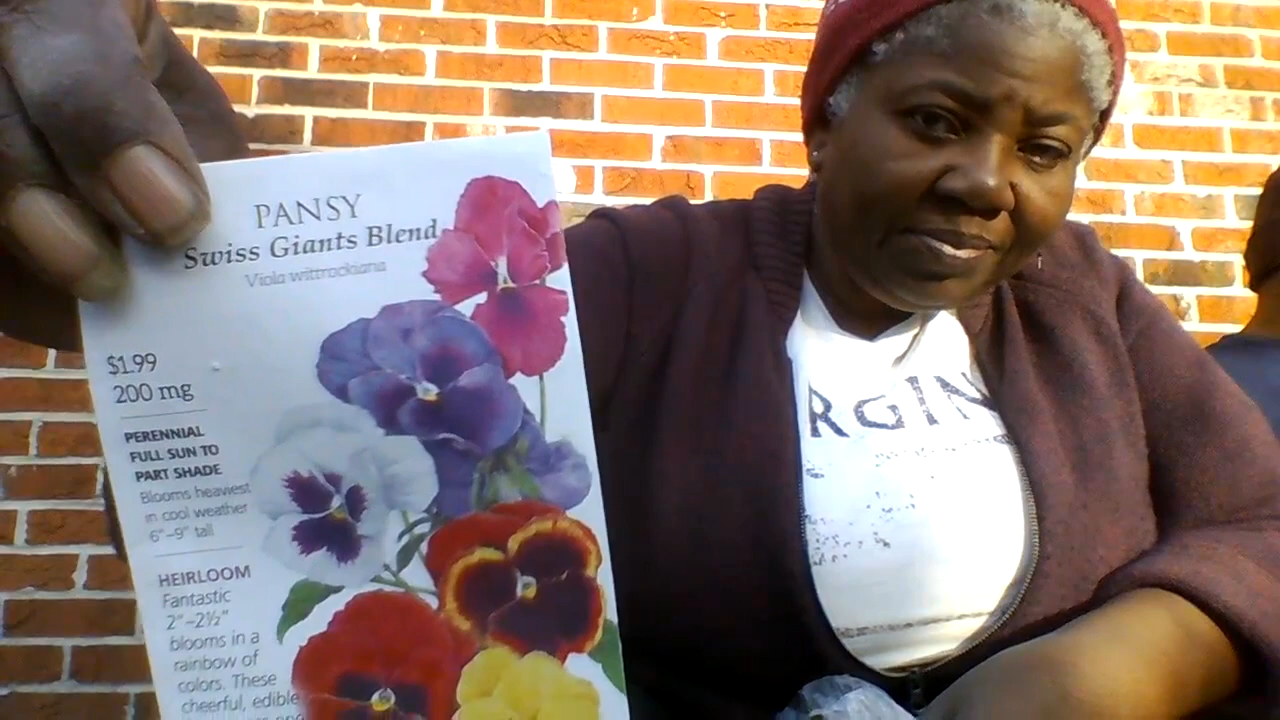 PANSY
Swiss Giants Blend
Viola wittrockiana
$1.99
200 mg
PERENNIAL
FULL SUN TO
PART SHADE
Blooms heaviest
in cool weather
6"–9" tall
HEIRLOOM
Fantastic
2"–2½"
blooms in a
rainbow of
colors. These
cheerful, edible
RGIN